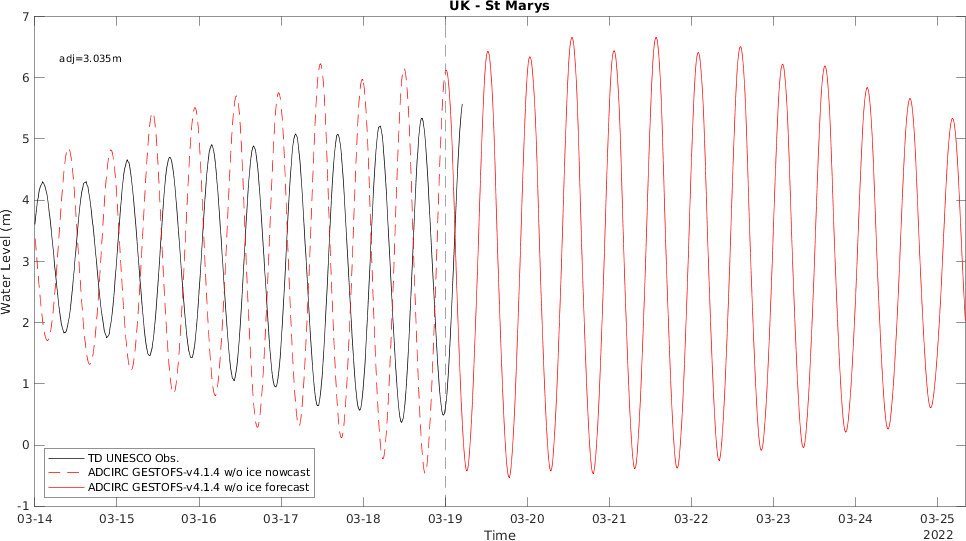 UK - St Marys
7
adj=3.035m
6
5
4
3
2
1
0
-1
Water Level (m)
TD UNESCO Obs.
ADCIRC GESTOFS-v4.1.4 w/o ice nowcast
ADCIRC GESTOFS-v4.1.4 w/o ice forecast
03-14 03-15 03-16 03-17 03-18 03-19 03-20 03-21 03-22 03-23 03-24 03-25
Time
2022